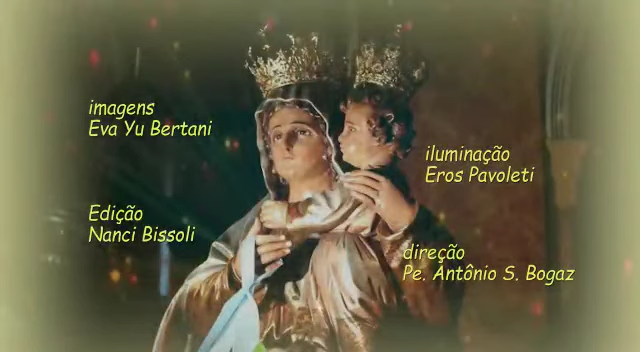 imagens
Eva Yu Bertani
iluminação
Eros Pavoleti
Edição
Nanci Bissoli
direção
Pe. Antônio S. Bogaz